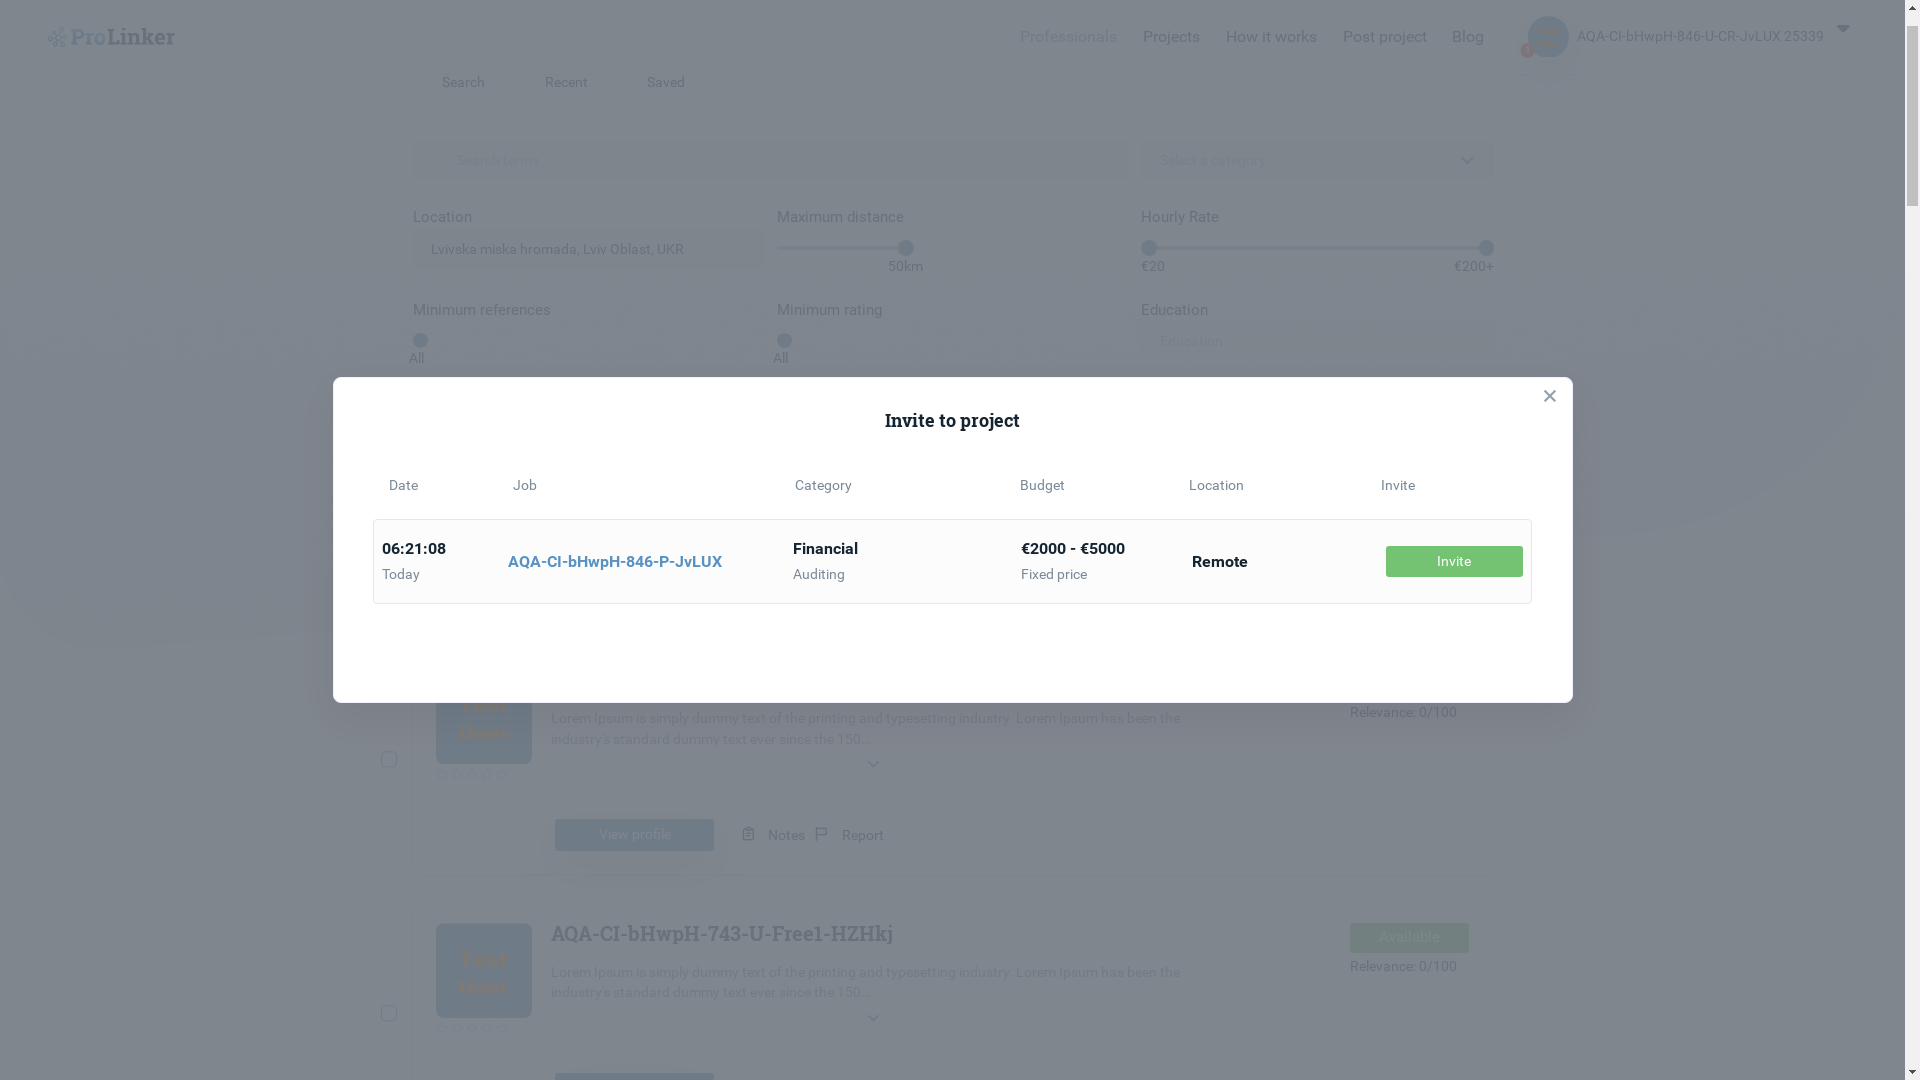 ProLinker
Professionals Projects How it works Post project Blog
AQA-CI-bHwpH-846-U-CR-JvLUX 25339
Search Recent Saved
Search terms
Select a category
Location Maximum distance Hourly Rate
Lvivska miska hromada, Lviv Oblast, UKR
50km €20 €200+
Minimum references Minimum rating Education
Education
All All
Invite to project
Date Job Category Budget Location Invite
06:21:08
Today
AQA-CI-bHwpH-846-P-JvLUX
Financial
Auditing
€2000 - €5000
Fixed price
Remote
Invite
Relevance: 0/100
Lorem Ipsum is simply dummy text of the printing and typesetting industry. Lorem Ipsum has been the
industry's standard dummy text ever since the 150...
View profile Notes Report
AQA-CI-bHwpH-743-U-Free1-HZHkj
Available
Relevance: 0/100
Lorem Ipsum is simply dummy text of the printing and typesetting industry. Lorem Ipsum has been the
industry's standard dummy text ever since the 150...